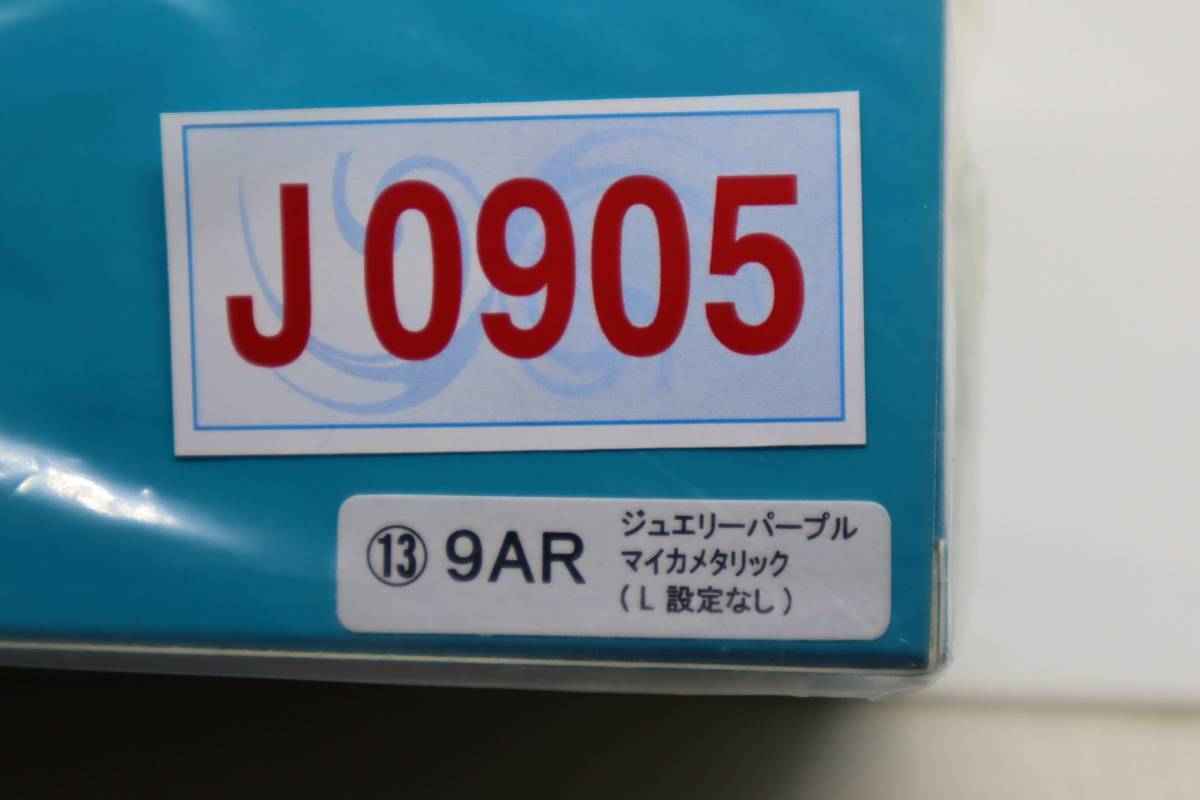 J0905
⑬ 9AR
ジュエリーパープル
マイカメタリック
(L 設定なし)